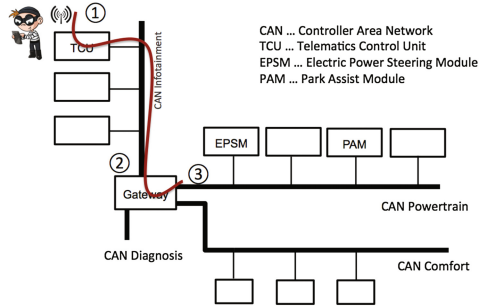 ①
TCU
CAN Infotainment
CAN … Controller Area Network
TCU … Telematics Control Unit
EPSM … Electric Power Steering Module
PAM … Park Assist Module
EPSM
PAM
②
③
Gateway
CAN Powertrain
CAN Diagnosis
CAN Comfort